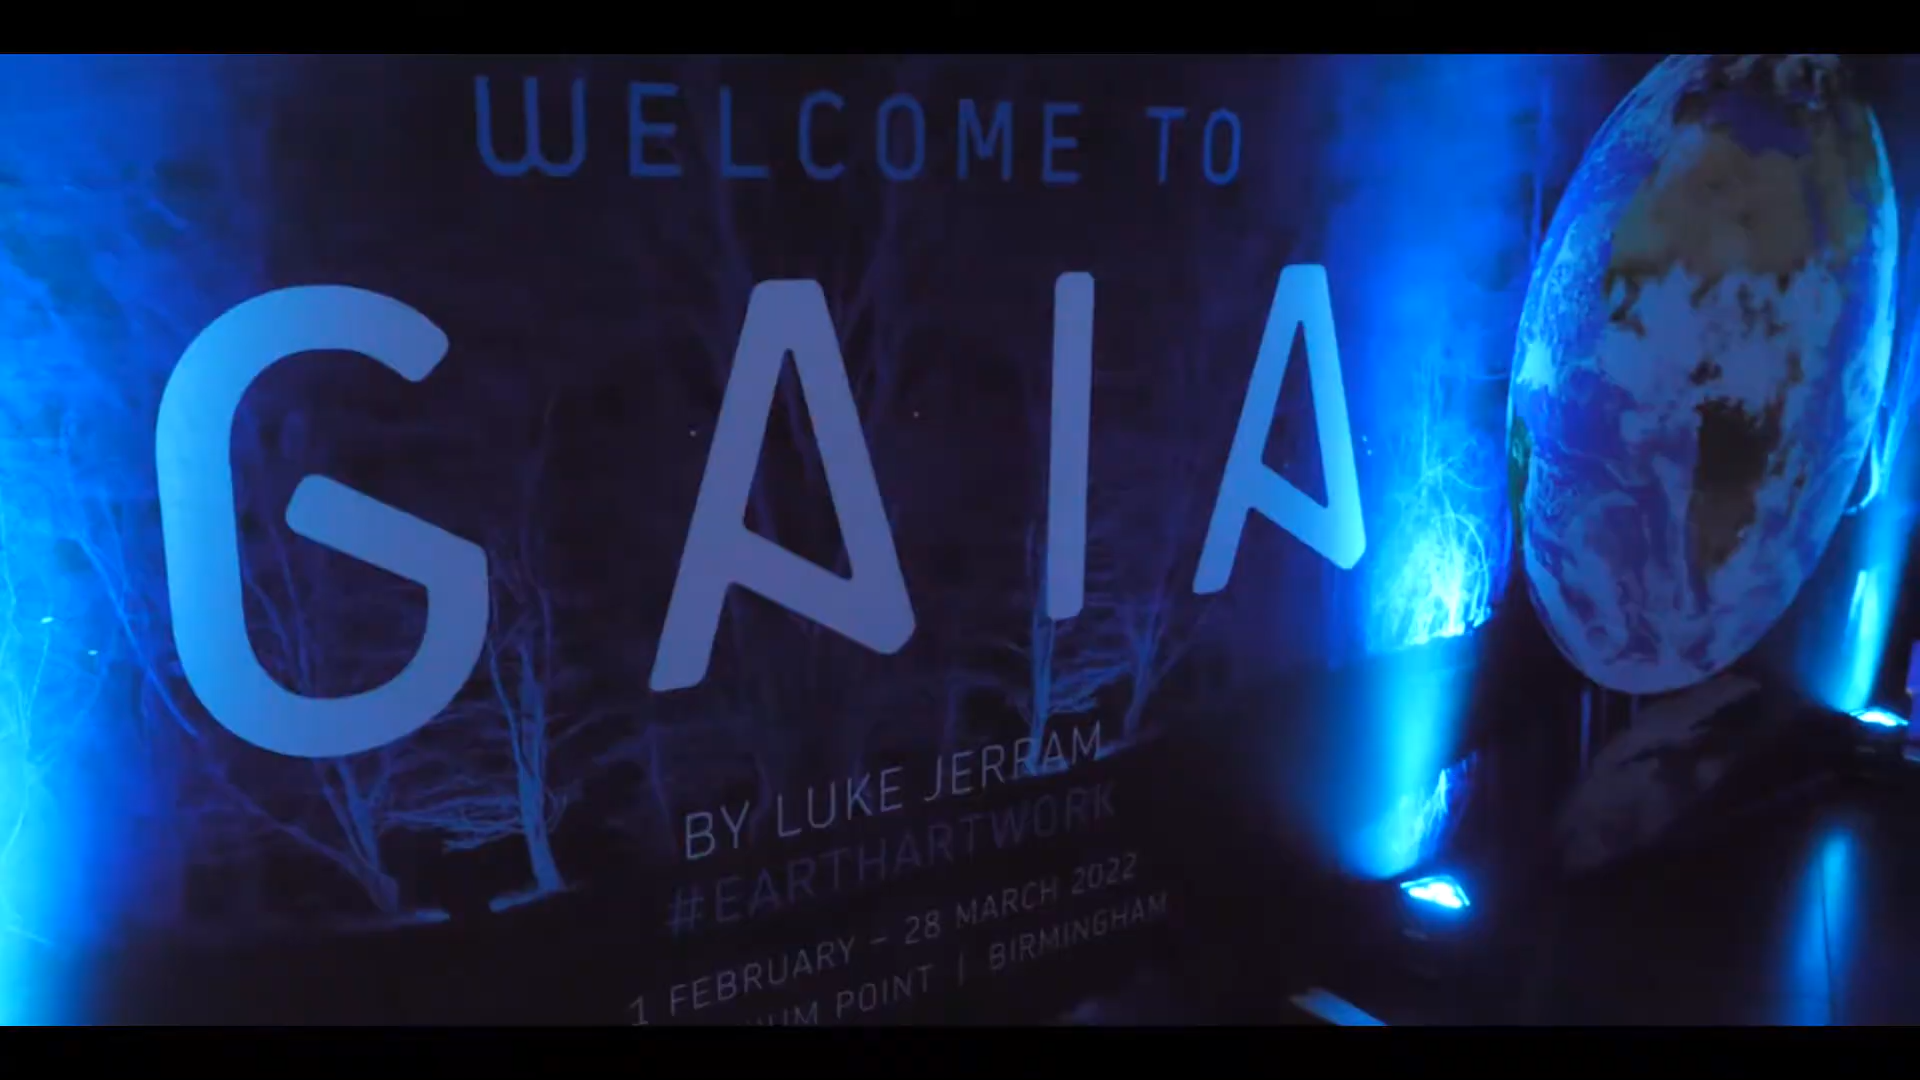 WELCOME TO
GAIA
BY LUKE JERRAM
#EARTHARTWORK
1 FEBRUARY – 28 MARCH 2022
POINT | BIRMINGHAM